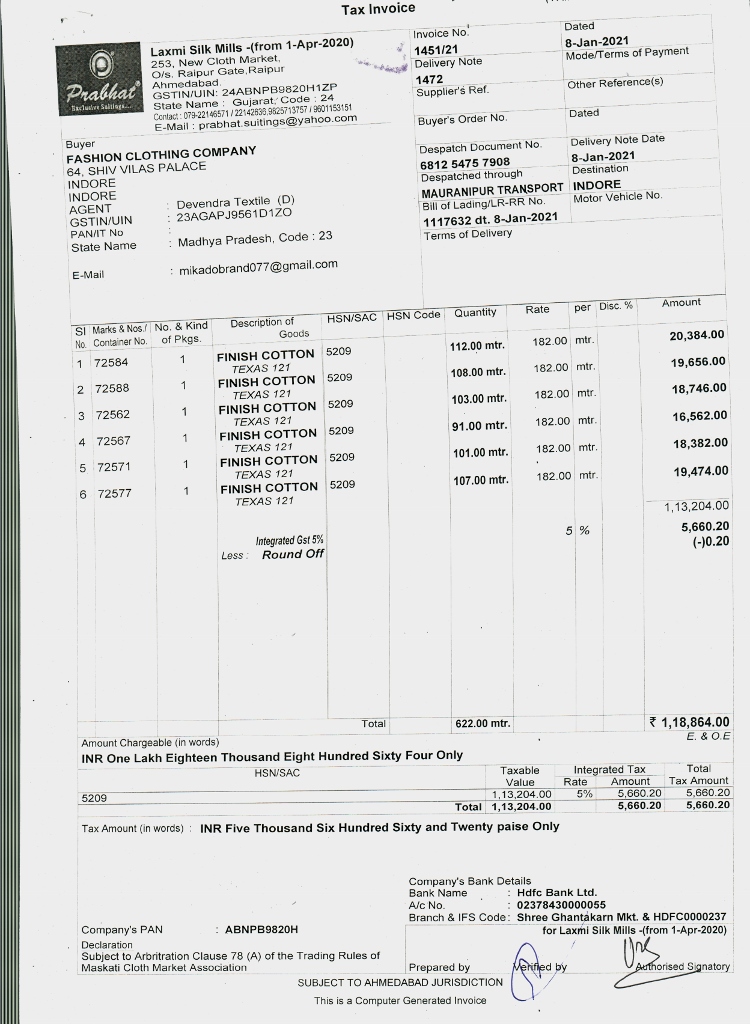 Tax Invoice
Prabhat
Exclusive Suitings...
Laxmi Silk Mills -(from 1-Apr-2020)
253, New Cloth Market,
O/s. Raipur Gate,Raipur
Ahmedabad.
GSTIN/UIN: 24ABNPB9820H1ZP
State Name : Gujarat, Code : 24
Contact : 079-22146571 / 22142636,9825713757 / 9601153151
E-Mail : prabhat.suitings@yahoo.com
Invoice No. Dated
1451/21 8-Jan-2021
Delivery Note Mode/Terms of Payment
1472
Supplier's Ref. Other Reference(s)
Buyer's Order No. Dated
Despatch Document No. Delivery Note Date
6812 5475 7908 8-Jan-2021
Despatched through Destination
MAURANIPUR TRANSPORT INDORE
Bill of Lading/LR-RR No. Motor Vehicle No.
1117632 dt. 8-Jan-2021
Terms of Delivery
Buyer
FASHION CLOTHING COMPANY
64, SHIV VILAS PALACE
INDORE
INDORE
AGENT : Devendra Textile (D)
GSTIN/UIN : 23AGAPJ9561D1ZO
PAN/IT No :
State Name : Madhya Pradesh, Code : 23
E-Mail : mikadobrand077@gmail.com
Sl No. Marks & Nos./ Container No. No. & Kind of Pkgs. Description of Goods HSN/SAC HSN Code Quantity Rate per Disc. % Amount
1 72584 1 FINISH COTTON 5209 112.00 mtr. 182.00 mtr. 20,384.00
TEXAS 121
2 72588 1 FINISH COTTON 5209 108.00 mtr. 182.00 mtr. 19,656.00
TEXAS 121
3 72562 1 FINISH COTTON 5209 103.00 mtr. 182.00 mtr. 18,746.00
TEXAS 121
4 72567 1 FINISH COTTON 5209 91.00 mtr. 182.00 mtr. 16,562.00
TEXAS 121
5 72571 1 FINISH COTTON 5209 101.00 mtr. 182.00 mtr. 18,382.00
TEXAS 121
6 72577 1 FINISH COTTON 5209 107.00 mtr. 182.00 mtr. 19,474.00
TEXAS 121
1,13,204.00
Integrated Gst 5% 5 % 5,660.20
Less : Round Off (-)0.20
Total 622.00 mtr. ₹ 1,18,864.00
Amount Chargeable (in words) E. & O.E
INR One Lakh Eighteen Thousand Eight Hundred Sixty Four Only
HSN/SAC Taxable Value Integrated Tax Rate Amount Total Tax Amount
5209 1,13,204.00 5% 5,660.20 5,660.20
Total 1,13,204.00 5,660.20 5,660.20
Tax Amount (in words) : INR Five Thousand Six Hundred Sixty and Twenty paise Only
Company's Bank Details
Bank Name : Hdfc Bank Ltd.
A/c No. : 02378430000055
Branch & IFS Code : Shree Ghantakarn Mkt. & HDFC0000237
Company's PAN : ABNPB9820H
for Laxmi Silk Mills -(from 1-Apr-2020)
Declaration
Subject to Arbritration Clause 78 (A) of the Trading Rules of
Maskati Cloth Market Association
Prepared by Verified by Authorised Signatory
SUBJECT TO AHMEDABAD JURISDICTION
This is a Computer Generated Invoice